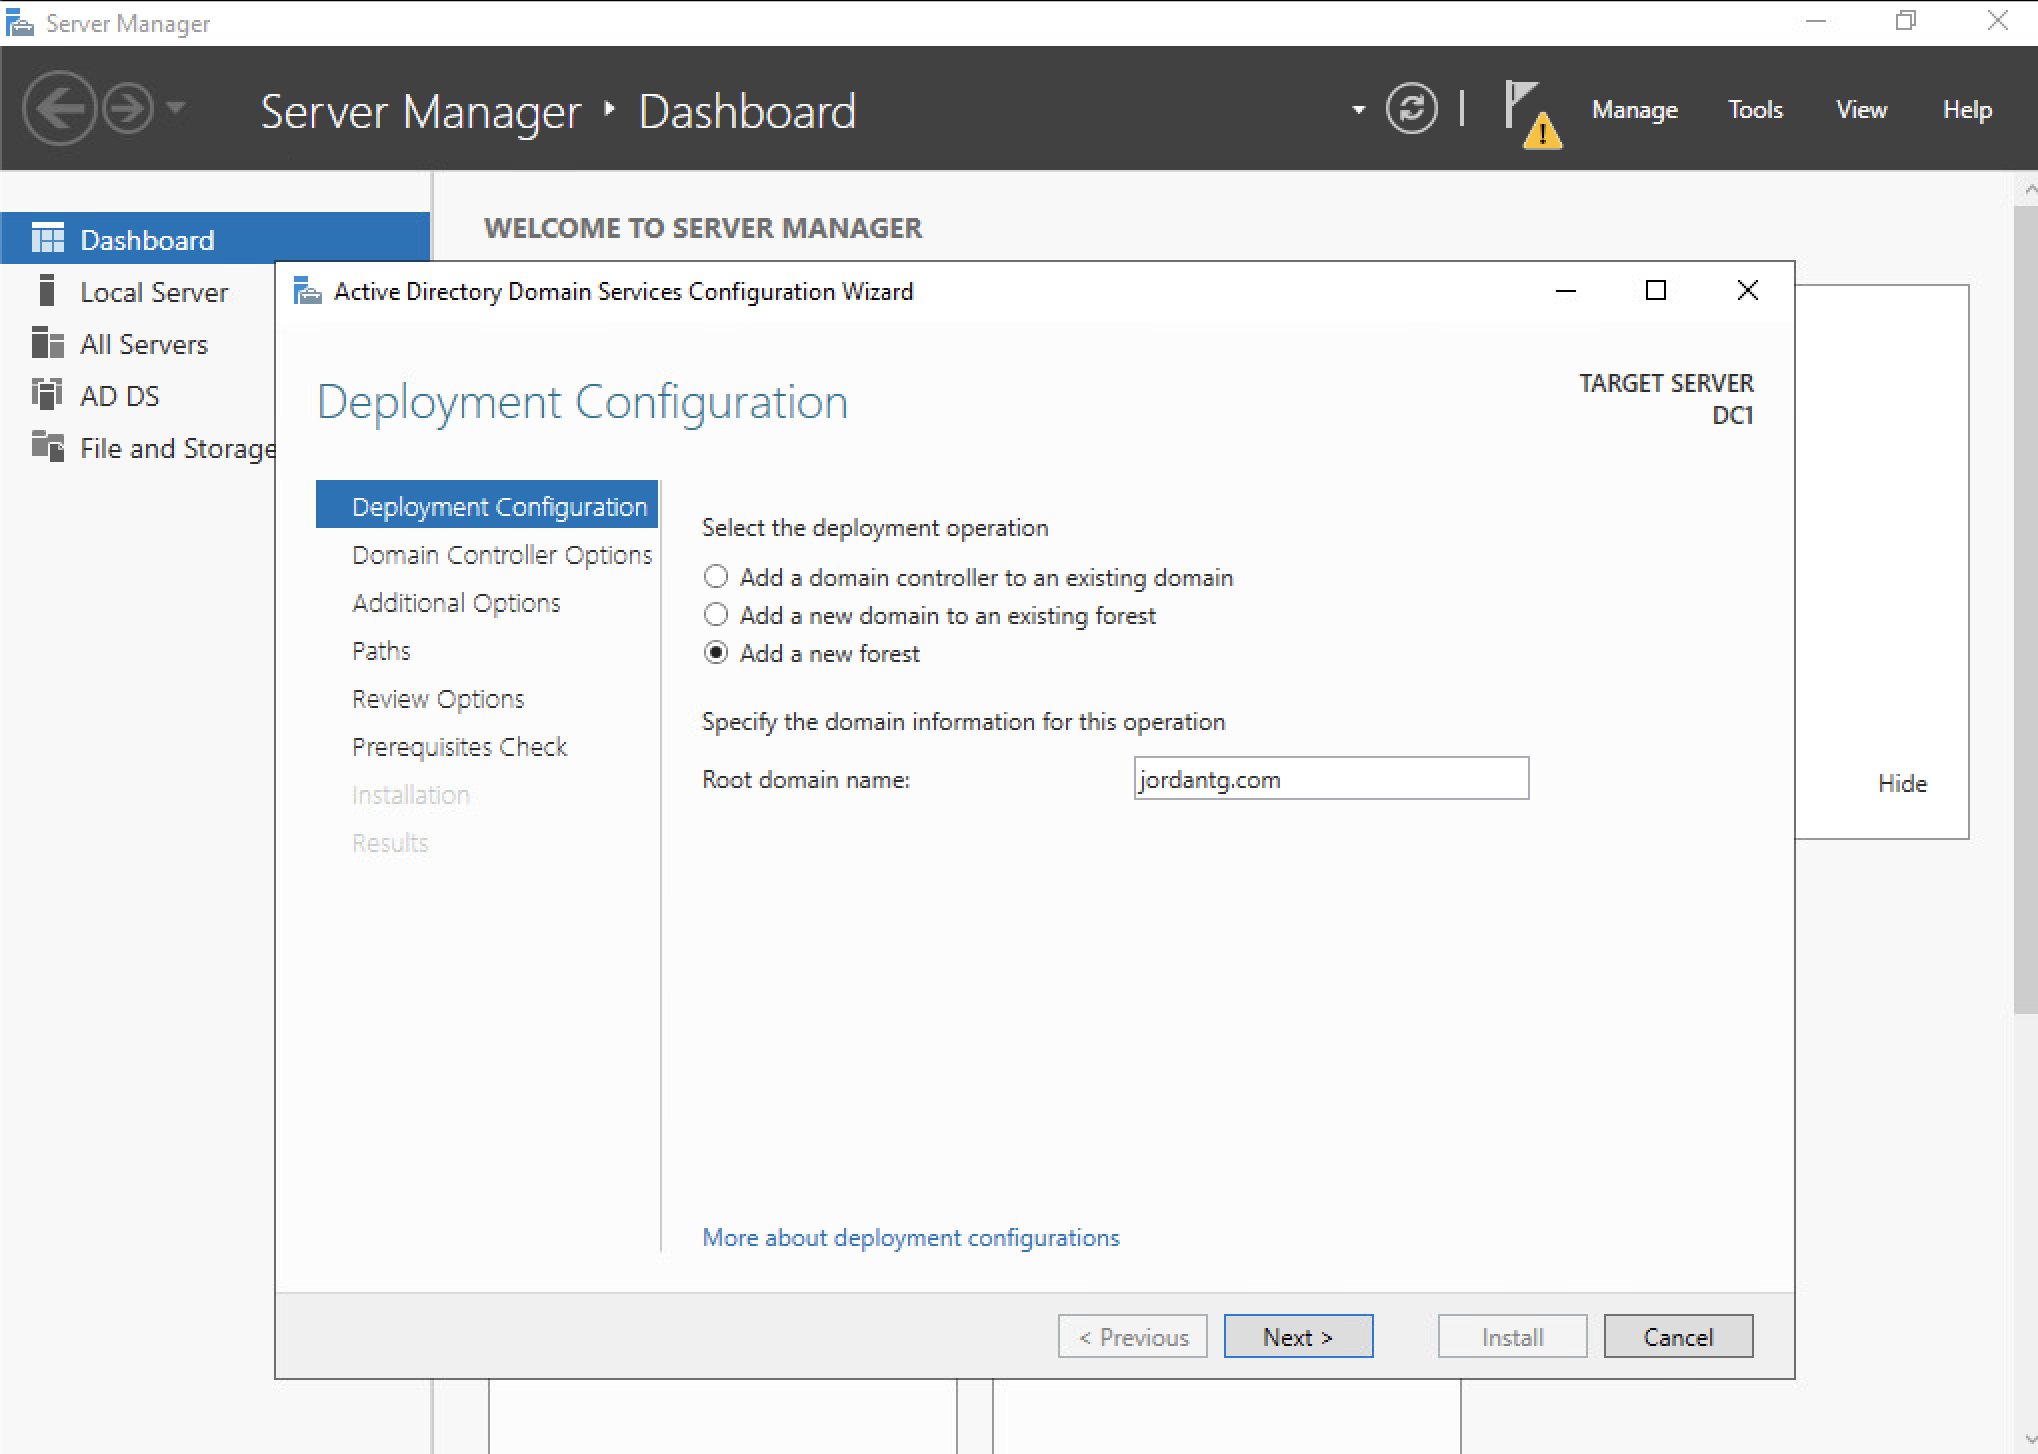 Server Manager
Server Manager Dashboard
Manage Tools View Help
Dashboard
Local Server
All Servers
AD DS
File and Storage
WELCOME TO SERVER MANAGER
Hide
Active Directory Domain Services Configuration Wizard
Deployment Configuration
TARGET SERVER
DC1
Deployment Configuration
Domain Controller Options
Additional Options
Paths
Review Options
Prerequisites Check
Installation
Results
Select the deployment operation
Add a domain controller to an existing domain
Add a new domain to an existing forest
Add a new forest
Specify the domain information for this operation
Root domain name: jordantg.com
More about deployment configurations
< Previous Next > Install Cancel